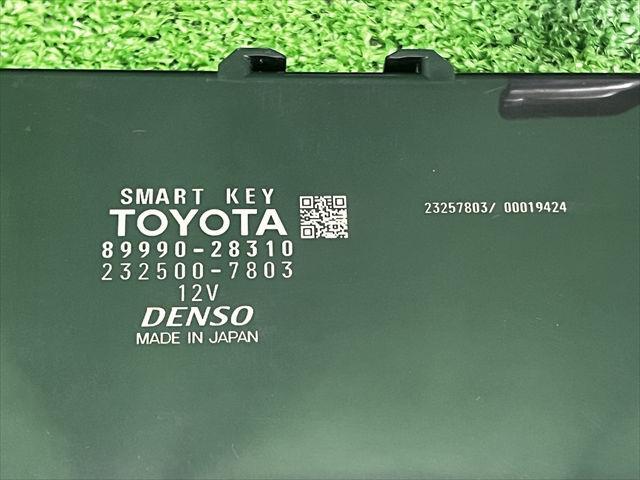 SMART KEY
TOYOTA
89990-28310
232500-7803
12V
DENSO
MADE IN JAPAN
23257803/ 00019424